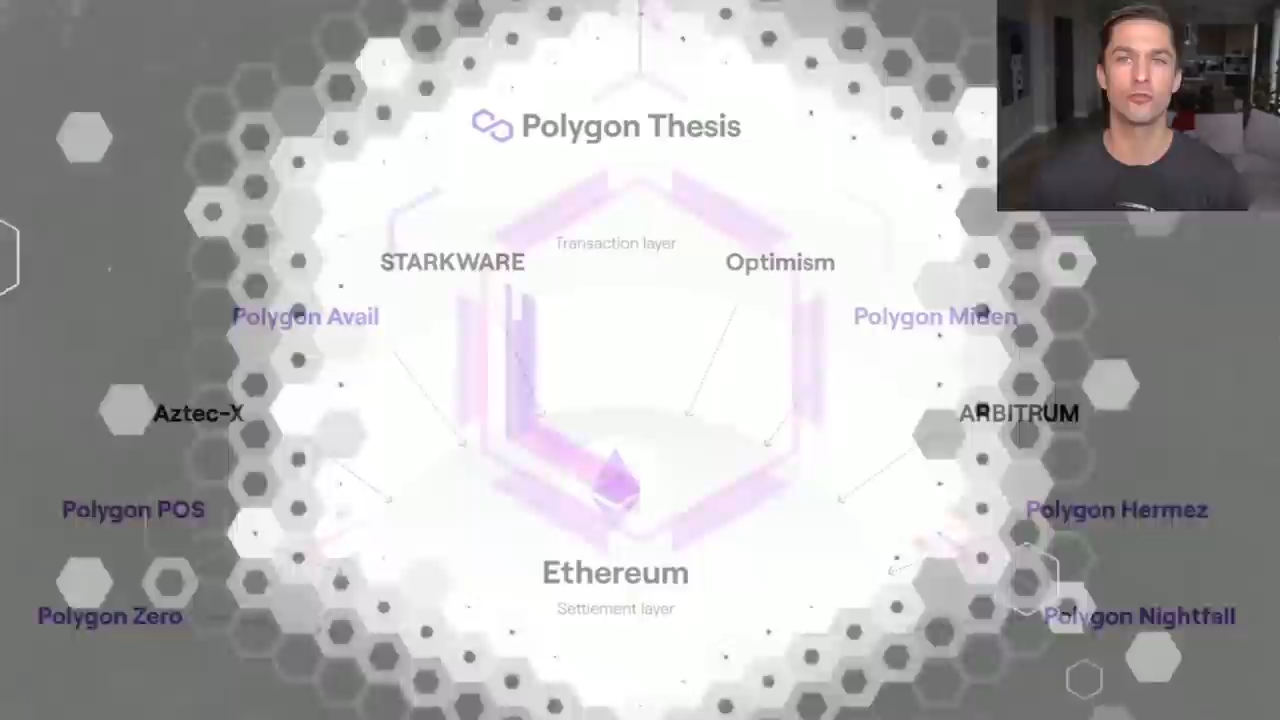 Polygon Thesis
Transaction layer
STARKWARE
Optimism
Polygon Avail
Polygon Miden
Aztec-X
ARBITRUM
Polygon POS
Polygon Hermez
Ethereum
Settlement layer
Polygon Zero
Polygon Nightfall